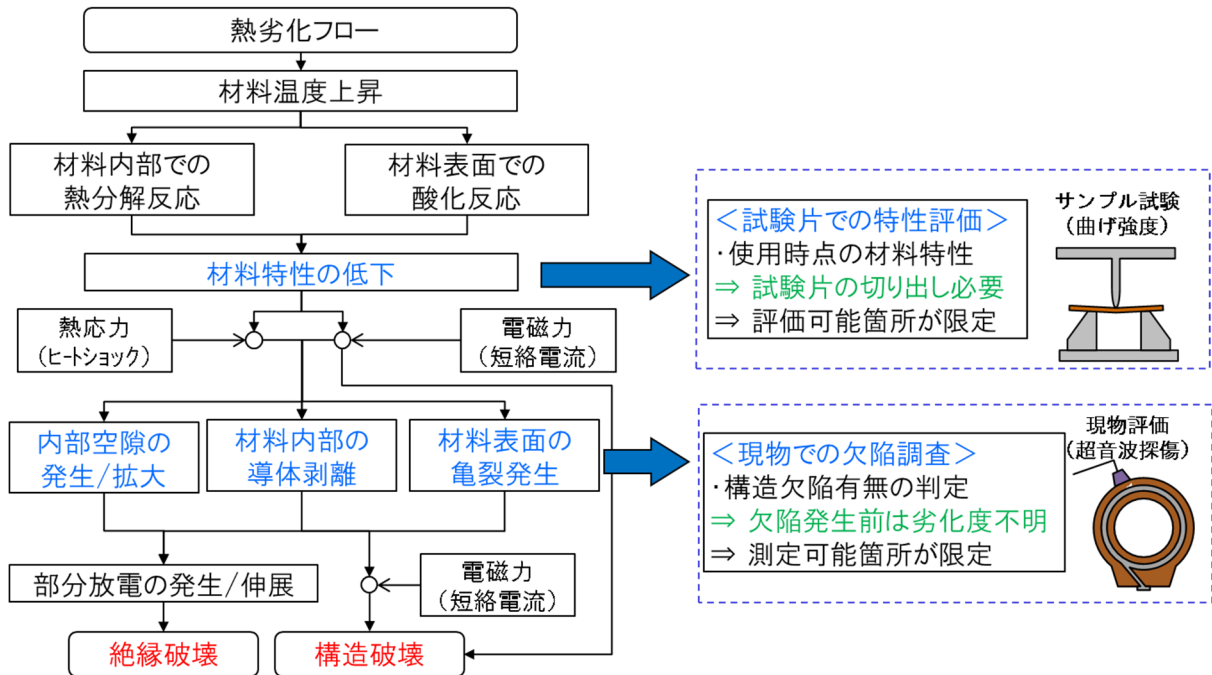 熱劣化フロー
材料温度上昇
材料内部での
熱分解反応
材料表面での
酸化反応
材料特性の低下
熱応力
（ヒートショック）
電磁力
（短絡電流）
内部空隙の
発生/拡大
材料内部の
導体剥離
材料表面の
亀裂発生
部分放電の発生/伸展
電磁力
（短絡電流）
絶縁破壊
構造破壊
＜試験片での特性評価＞
・使用時点の材料特性
⇒ 試験片の切り出し必要
⇒ 評価可能箇所が限定
サンプル試験
（曲げ強度）
＜現物での欠陥調査＞
・構造欠陥有無の判定
⇒ 欠陥発生前は劣化度不明
⇒ 測定可能箇所が限定
現物評価
（超音波探傷）